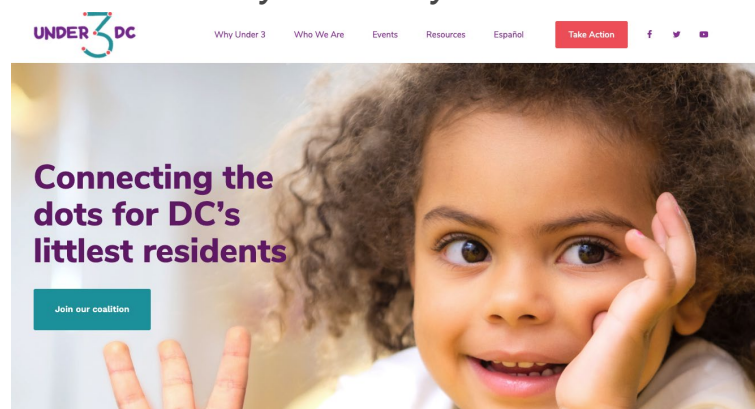 UNDER 3 DC
Why Under 3
Who We Are
Events
Resources
Español
Take Action
Connecting the
dots for DC's
littlest residents
Join our coalition